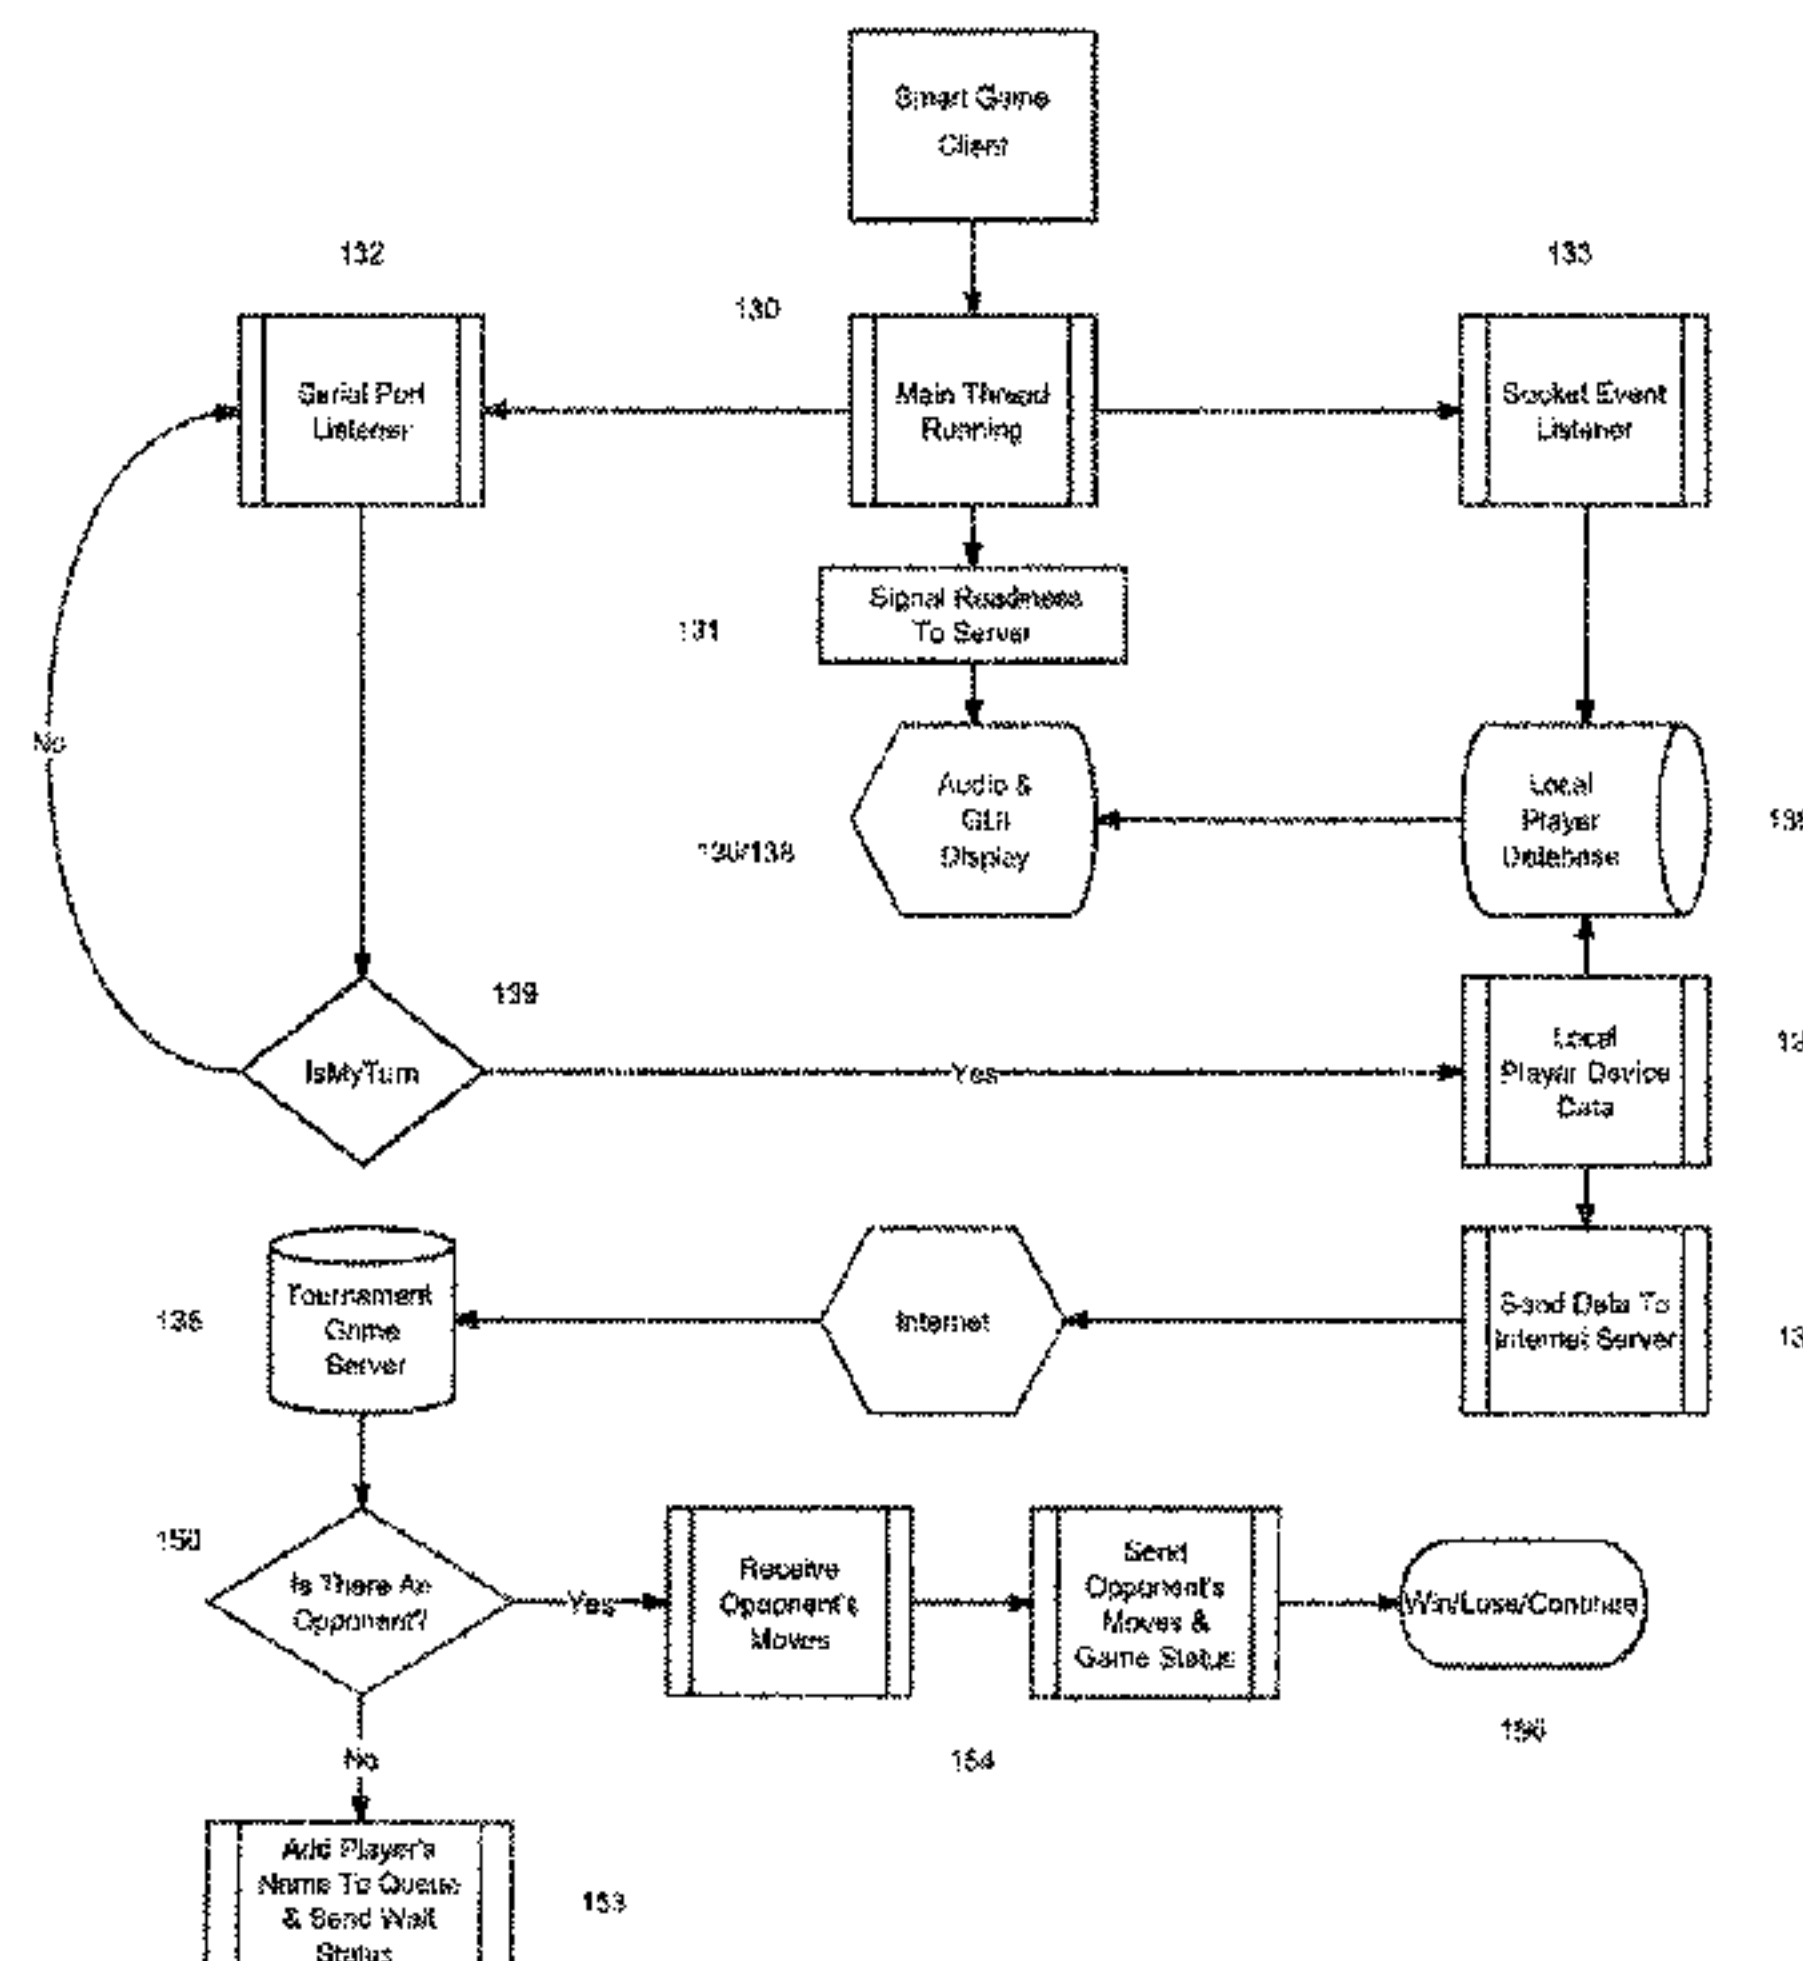 Smart Game
Client
132
133
130
Serial Port
Listener
Main Thread
Running
Socket Event
Listener
Signal Readiness
To Server
131
No
Audio &
GUI
Display
Local
Player
Database
139
IsMyTurn
Yes
Local
Player Device
Data
Tournament
Game
Server
Internet
Send Data To
Internet Server
150
Is There An
Opponent?
Yes
Receive
Opponent's
Moves
Send
Opponent's
Moves &
Game Status
Win/Lose/Continue
No
154
Add Player's
Name To Queue
& Send Wait
Status
153